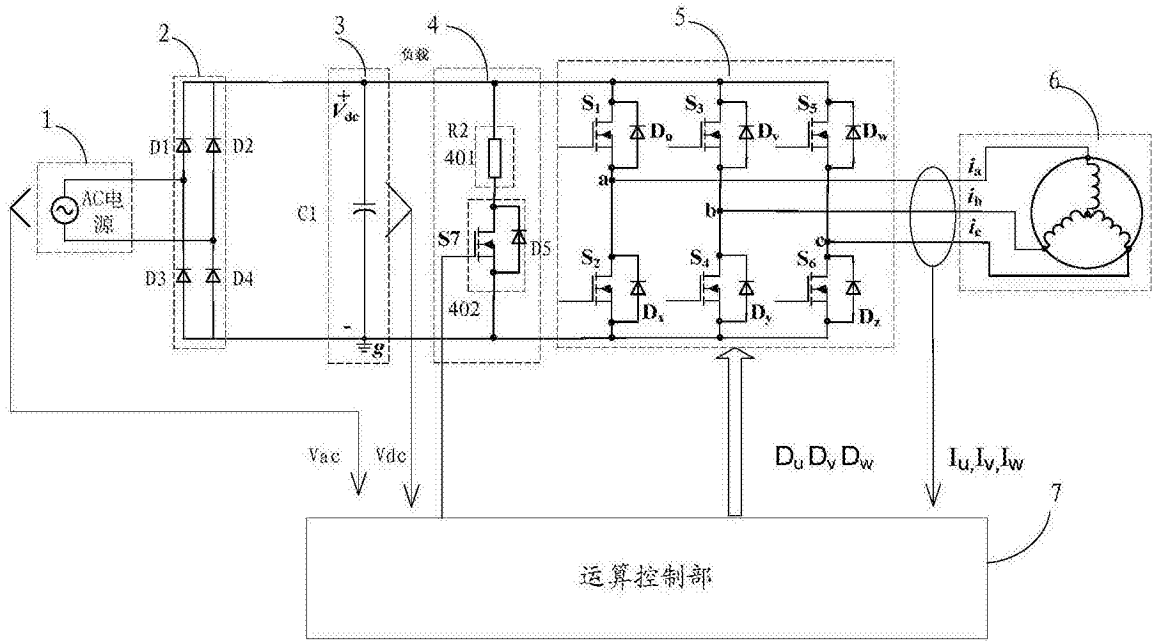 1
2
3
4
5
6
7
负载
AC电
源
D1
D2
D3
D4
+
Vdc
C1
-
g
R2
401
S7
D5
402
S1
Du
S3
Dv
S5
Dw
a
b
c
S2
Dx
S4
Dy
S6
Dz
ia
ib
ic
Vac
Vdc
Du Dv Dw
Iu,Iv,Iw
运算控制部